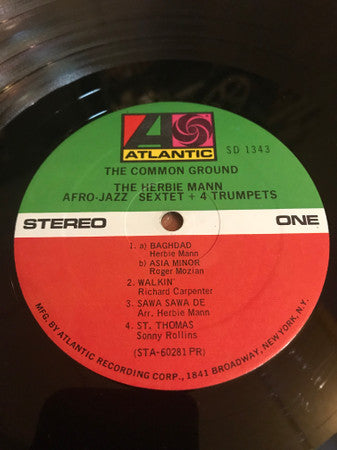 ATLANTIC
SD 1343
THE COMMON GROUND
THE HERBIE MANN
AFRO-JAZZ SEXTET + 4 TRUMPETS
STEREO
ONE
1. a) BAGHDAD
Herbie Mann
b) ASIA MINOR
Roger Mozian
2. WALKIN'
Richard Carpenter
3. SAWA SAWA DE
Arr. Herbie Mann
4. ST. THOMAS
Sonny Rollins
(STA-60281 PR)
MFG. BY ATLANTIC RECORDING CORP., 1841 BROADWAY, NEW YORK, N.Y.